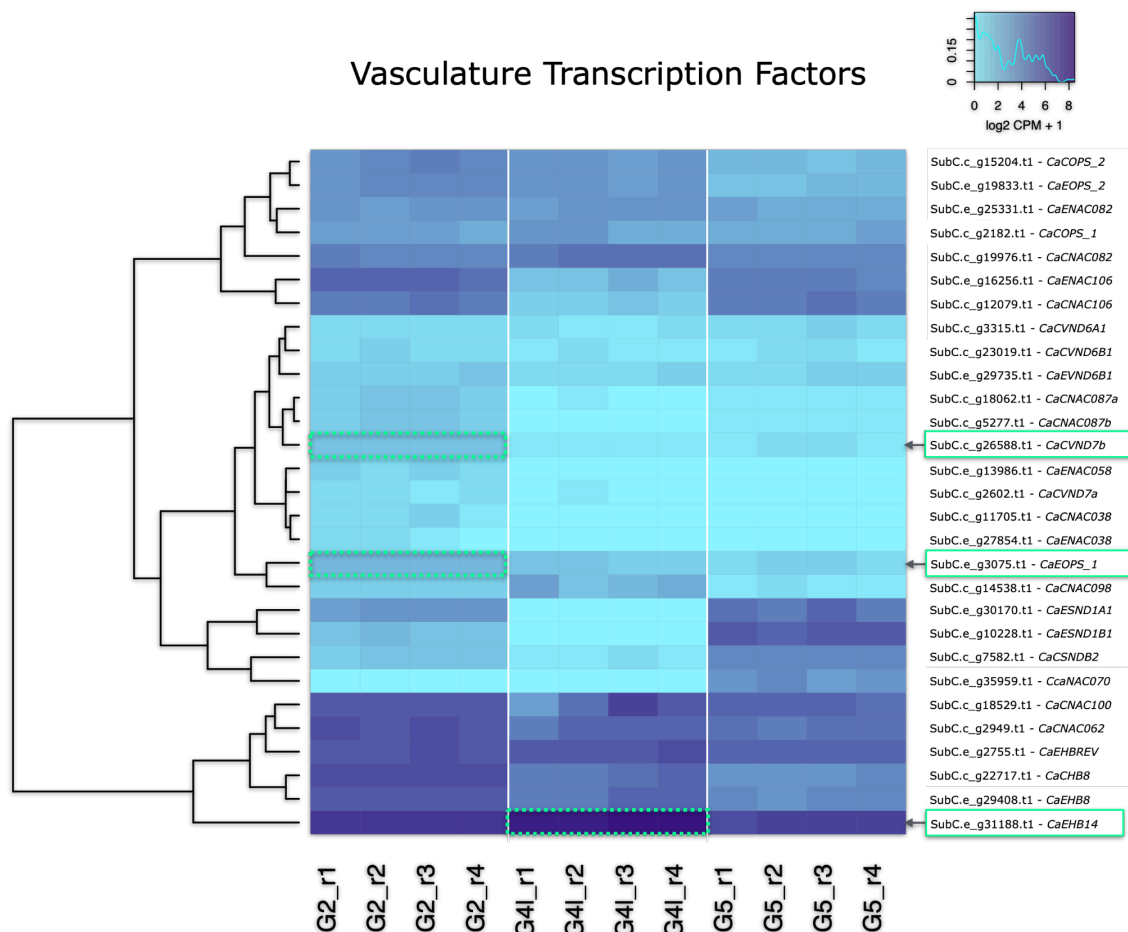 Vasculature Transcription Factors
0.15
0
0 2 4 6 8
log2 CPM + 1
SubC.c_g15204.t1 - CaCOPS_2
SubC.e_g19833.t1 - CaEOPS_2
SubC.e_g25331.t1 - CaENAC082
SubC.c_g2182.t1 - CaCOPS_1
SubC.c_g19976.t1 - CaCNAC082
SubC.e_g16256.t1 - CaENAC106
SubC.c_g12079.t1 - CaCNAC106
SubC.c_g3315.t1 - CaCVND6A1
SubC.c_g23019.t1 - CaCVND6B1
SubC.e_g29735.t1 - CaEVND6B1
SubC.c_g18062.t1 - CaCNAC087a
SubC.c_g5277.t1 - CaCNAC087b
SubC.c_g26588.t1 - CaCVND7b
SubC.e_g13986.t1 - CaENAC058
SubC.c_g2602.t1 - CaCVND7a
SubC.c_g11705.t1 - CaCNAC038
SubC.e_g27854.t1 - CaENAC038
SubC.e_g3075.t1 - CaEOPS_1
SubC.c_g14538.t1 - CaCNAC098
SubC.e_g30170.t1 - CaESND1A1
SubC.e_g10228.t1 - CaESND1B1
SubC.c_g7582.t1 - CaCSNDB2
SubC.e_g35959.t1 - CcaNAC070
SubC.c_g18529.t1 - CaCNAC100
SubC.c_g2949.t1 - CaCNAC062
SubC.e_g2755.t1 - CaEHBREV
SubC.c_g22717.t1 - CaCHB8
SubC.e_g29408.t1 - CaEHB8
SubC.e_g31188.t1 - CaEHB14
G2_r1
G2_r2
G2_r3
G2_r4
G4l_r1
G4l_r2
G4l_r3
G4l_r4
G5_r1
G5_r2
G5_r3
G5_r4